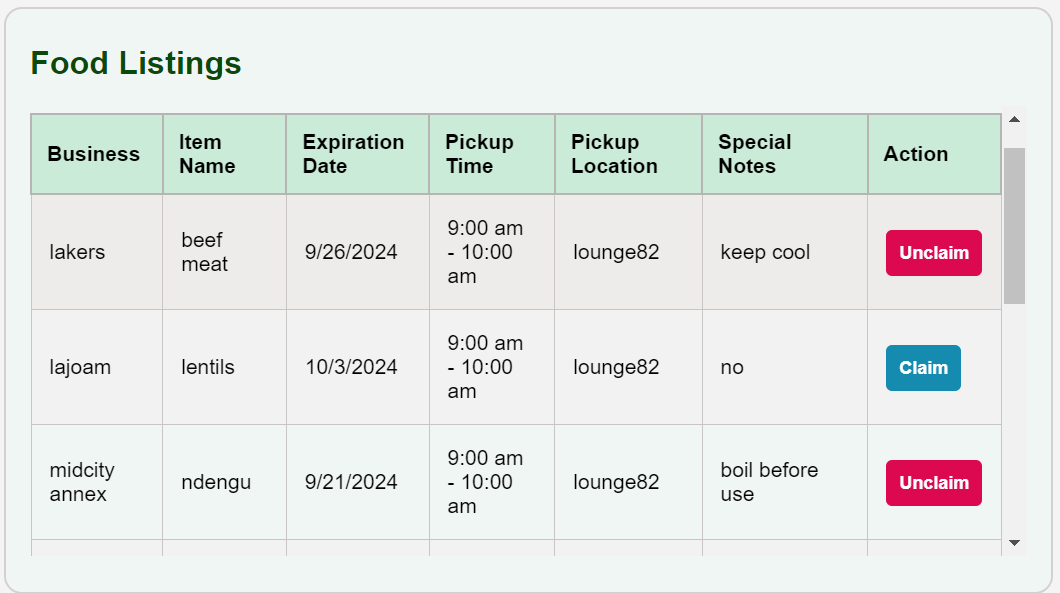 Food Listings
Business
Item
Name
Expiration
Date
Pickup
Time
Pickup
Location
Special
Notes
Action
lakers
beef
meat
9/26/2024
9:00 am
- 10:00
am
lounge82
keep cool
Unclaim
lajoam
lentils
10/3/2024
9:00 am
- 10:00
am
lounge82
no
Claim
midcity
annex
ndengu
9/21/2024
9:00 am
- 10:00
am
lounge82
boil before
use
Unclaim